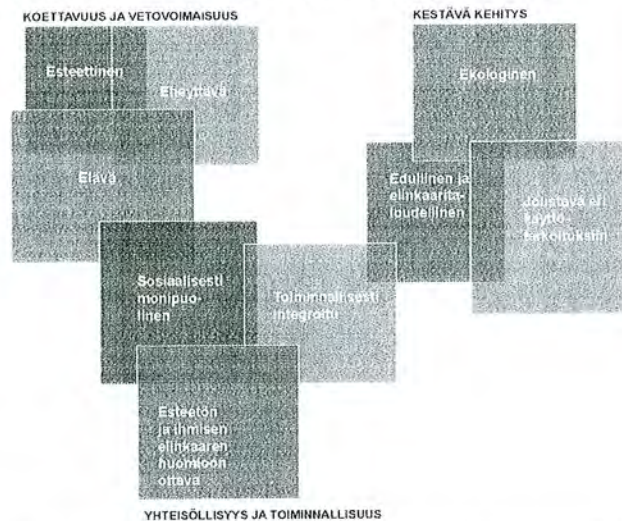 KOETTAVUUS JA VETOVOIMAISUUS
KESTÄVÄ KEHITYS
Esteettinen
Eheyttävä
Ekologinen
Elävä
Edullinen ja
elinkaarita-
loudellinen
Joustava eri
käyttö-
tarkoituksiin
Sosiaalisesti
monipuo-
linen
Toiminnallisesti
integroitu
Esteetön
ja ihmisen
elinkaaren
huomioon
ottava
YHTEISÖLLISYYS JA TOIMINNALLISUUS